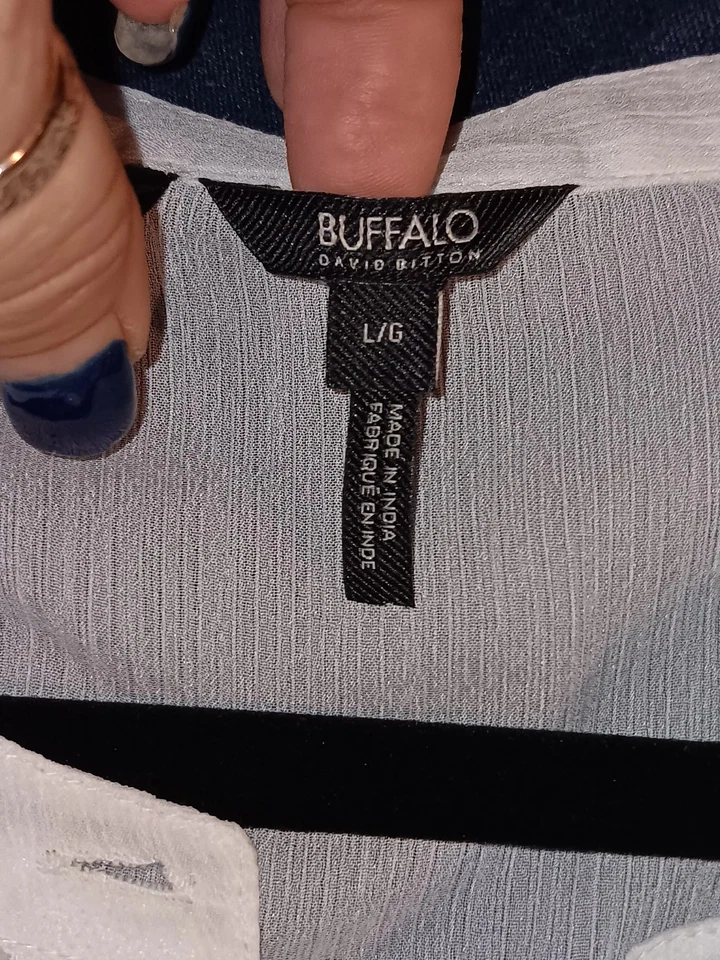 BUFFALO
DAVID BITTON
L/G
MADE IN INDIA
FABRIQUÉ EN INDE